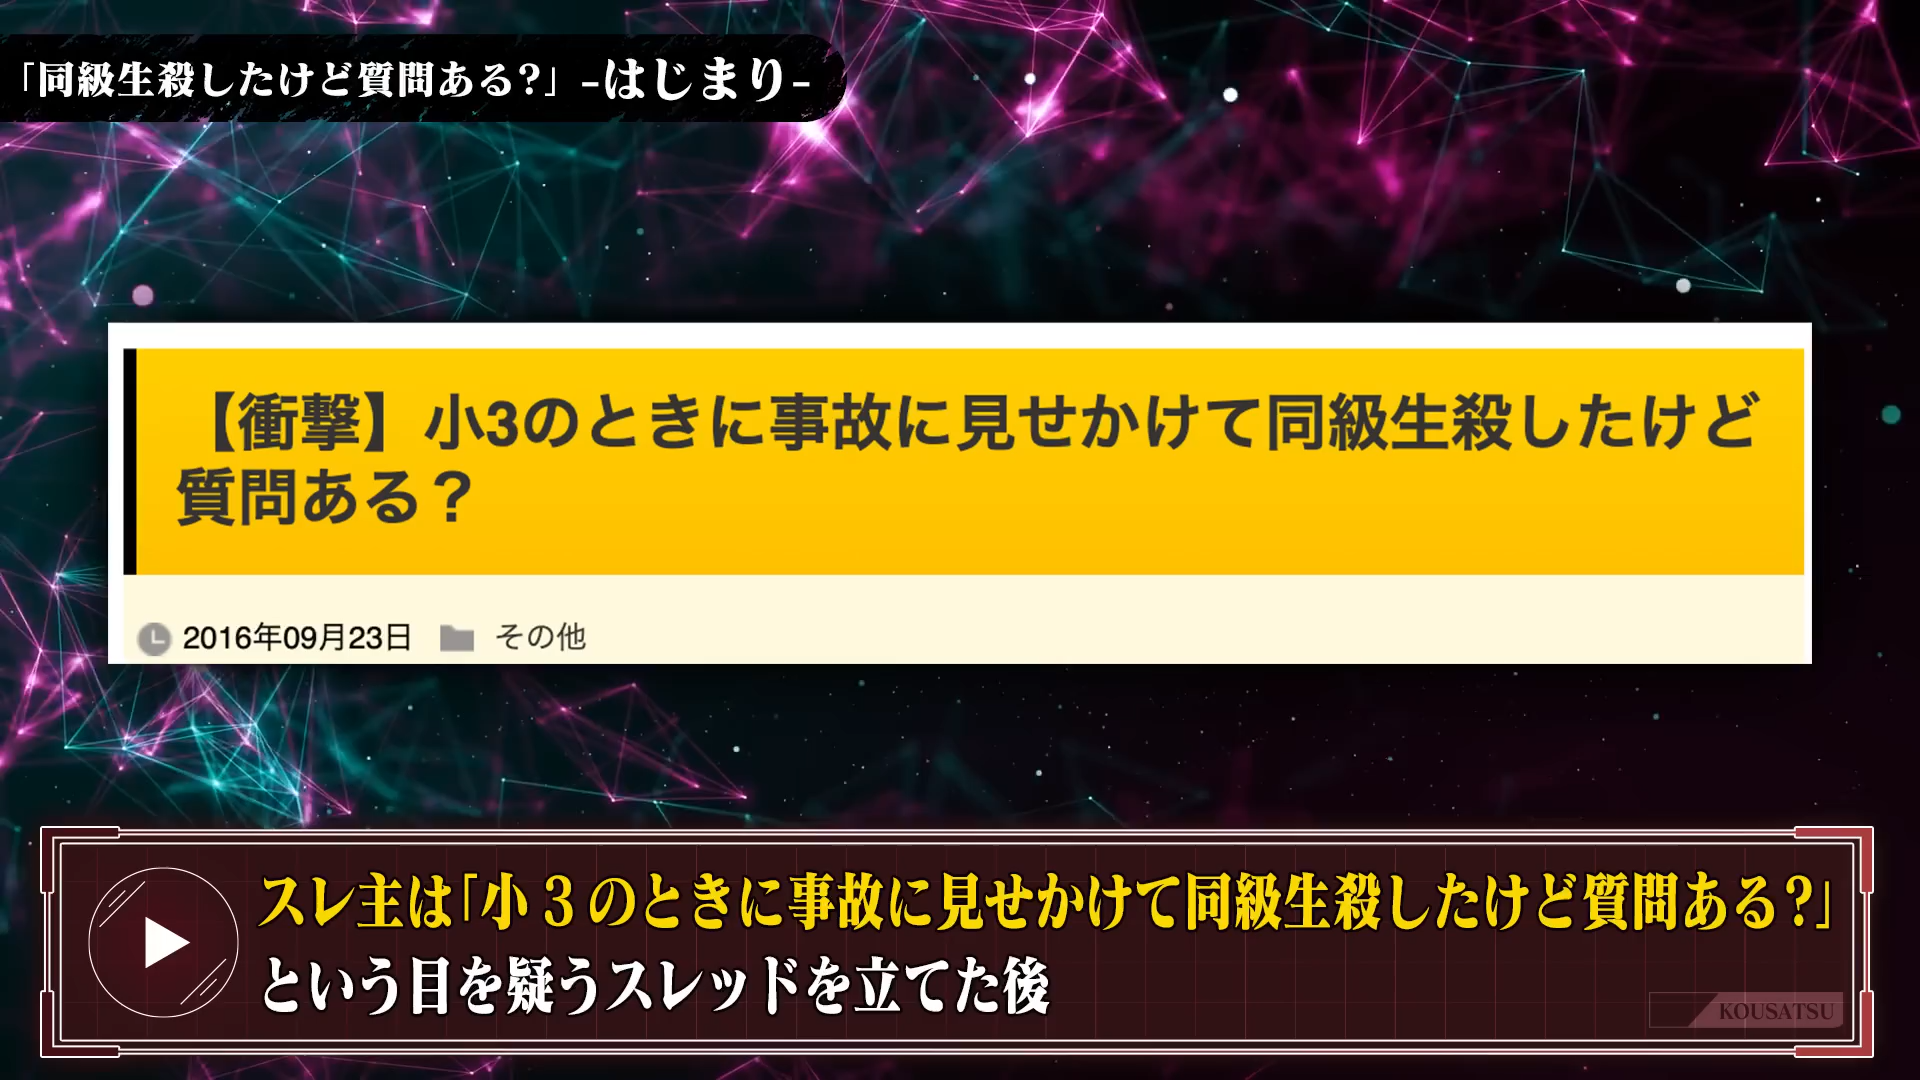 「同級生殺したけど質問ある?」-はじまり-
【衝撃】小3のときに事故に見せかけて同級生殺したけど
質問ある？
2016年09月23日 その他
スレ主は「小３のときに事故に見せかけて同級生殺したけど質問ある?」
という目を疑うスレッドを立てた後
KOUSATSU